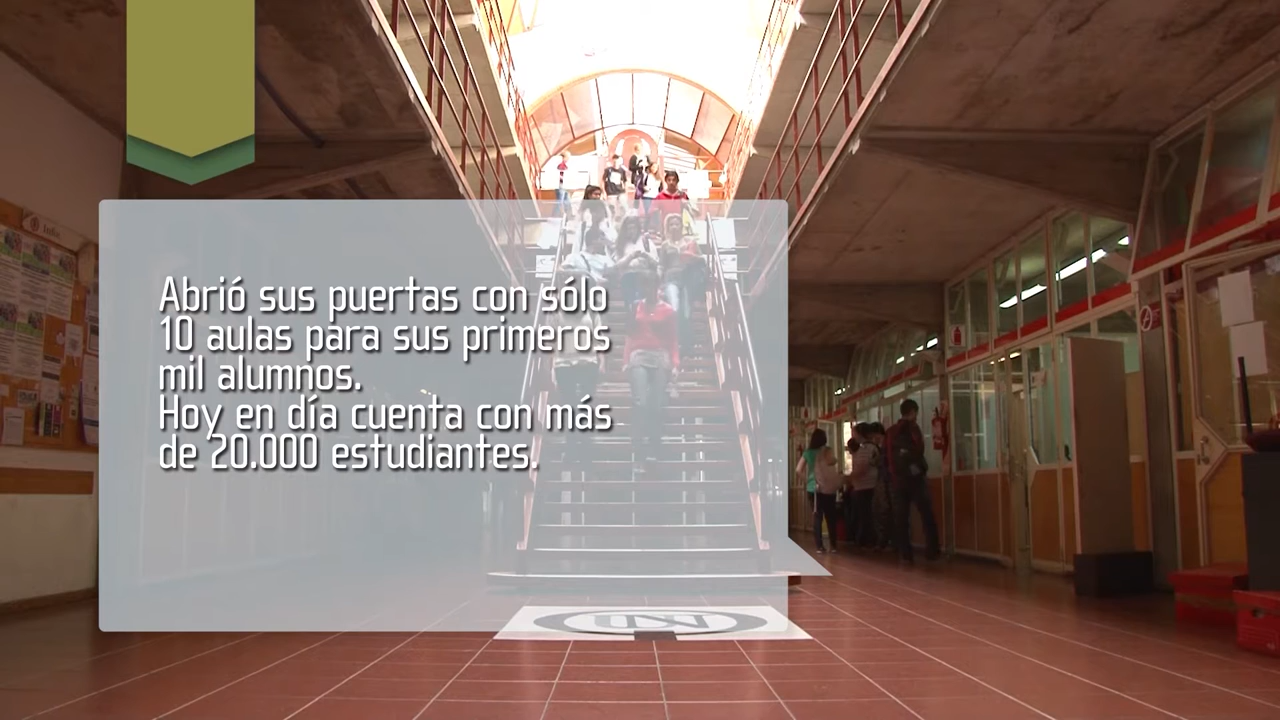 Abrió sus puertas con sólo
10 aulas para sus primeros
mil alumnos.
Hoy en día cuenta con más
de 20.000 estudiantes.